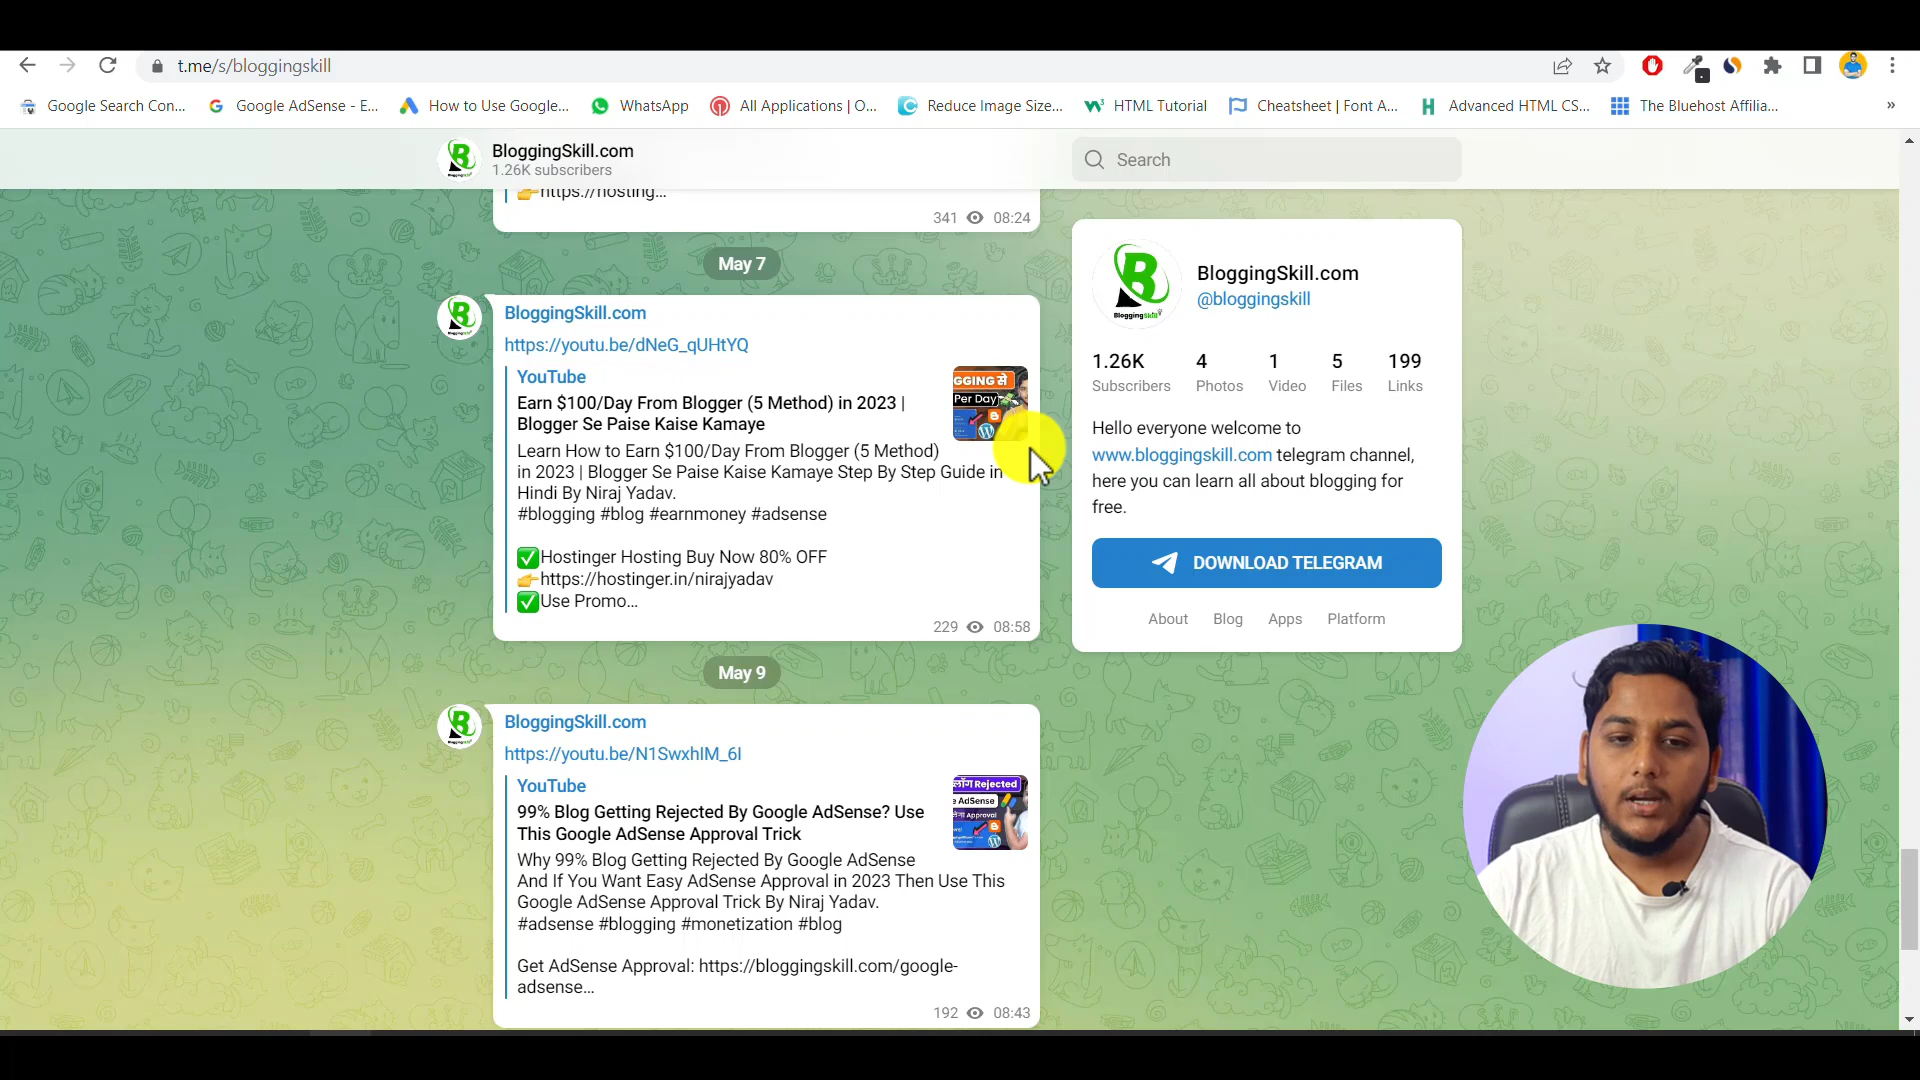 t.me/s/bloggingskill
Google Search Con...
Google AdSense - E...
How to Use Google...
WhatsApp
All Applications | O...
Reduce Image Size...
HTML Tutorial
Cheatsheet | Font A...
Advanced HTML CS...
The Bluehost Affilia...
»
BloggingSkill.com
1.26K subscribers
Search
👉https://hosting...
341 08:24
May 7
BloggingSkill.com
https://youtu.be/dNeG_qUHtYQ
YouTube
Earn $100/Day From Blogger (5 Method) in 2023 |
Blogger Se Paise Kaise Kamaye
Learn How to Earn $100/Day From Blogger (5 Method)
in 2023 | Blogger Se Paise Kaise Kamaye Step By Step Guide in
Hindi By Niraj Yadav.
#blogging #blog #earnmoney #adsense
✅Hostinger Hosting Buy Now 80% OFF
👉https://hostinger.in/nirajyadav
✅Use Promo...
229 08:58
GGING से
Per Day
May 9
BloggingSkill.com
https://youtu.be/N1SwxhIM_6I
YouTube
99% Blog Getting Rejected By Google AdSense? Use
This Google AdSense Approval Trick
Why 99% Blog Getting Rejected By Google AdSense
And If You Want Easy AdSense Approval in 2023 Then Use This
Google AdSense Approval Trick By Niraj Yadav.
#adsense #blogging #monetization #blog
Get AdSense Approval: https://bloggingskill.com/google-
adsense...
192 08:43
लॉग Rejected
e AdSense
Approval
BloggingSkill.com
@bloggingskill
BloggingSkill
1.26K 4 1 5 199
Subscribers Photos Video Files Links
Hello everyone welcome to
www.bloggingskill.com telegram channel,
here you can learn all about blogging for
free.
DOWNLOAD TELEGRAM
About Blog Apps Platform